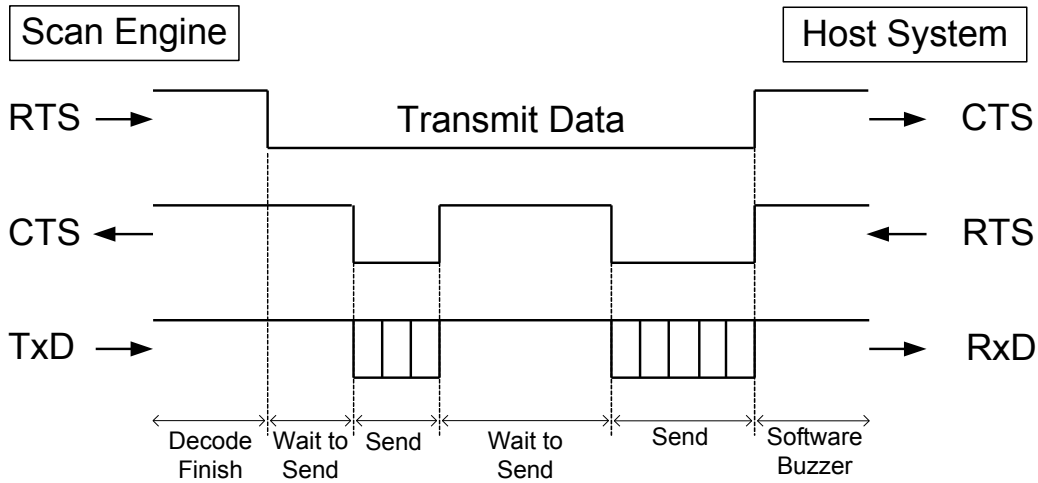 Scan Engine
Host System
RTS
Transmit Data
CTS
CTS
RTS
TxD
RxD
Decode
Finish
Wait to
Send
Send
Wait to
Send
Send
Software
Buzzer